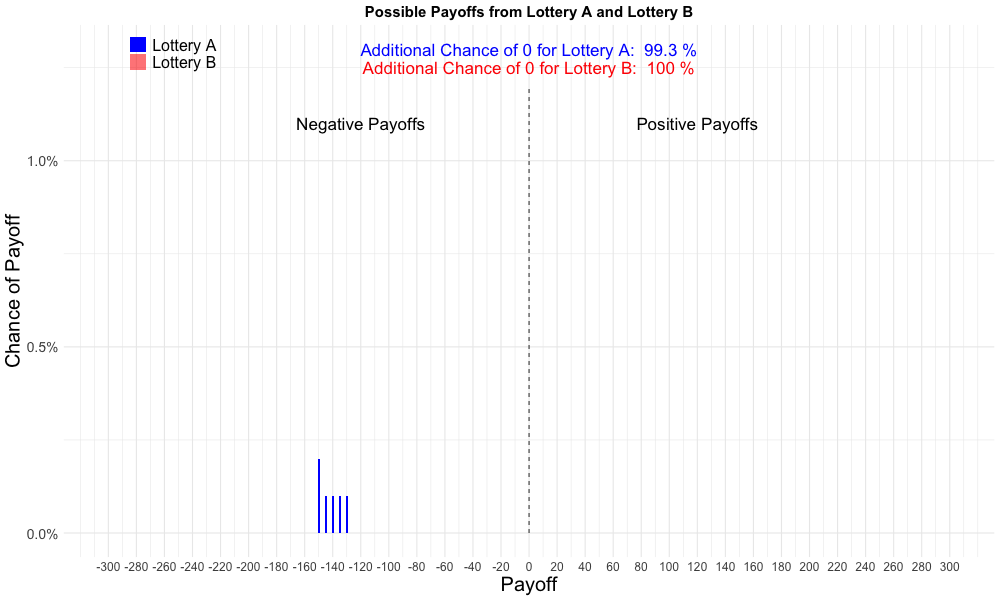 Possible Payoffs from Lottery A and Lottery B
Lottery A
Lottery B
Additional Chance of 0 for Lottery A:  99.3 %
Additional Chance of 0 for Lottery B:  100 %
Negative Payoffs
Positive Payoffs
Chance of Payoff
1.0%
0.5%
0.0%
-300 -280 -260 -240 -220 -200 -180 -160 -140 -120 -100 -80 -60 -40 -20 0 20 40 60 80 100 120 140 160 180 200 220 240 260 280 300
Payoff